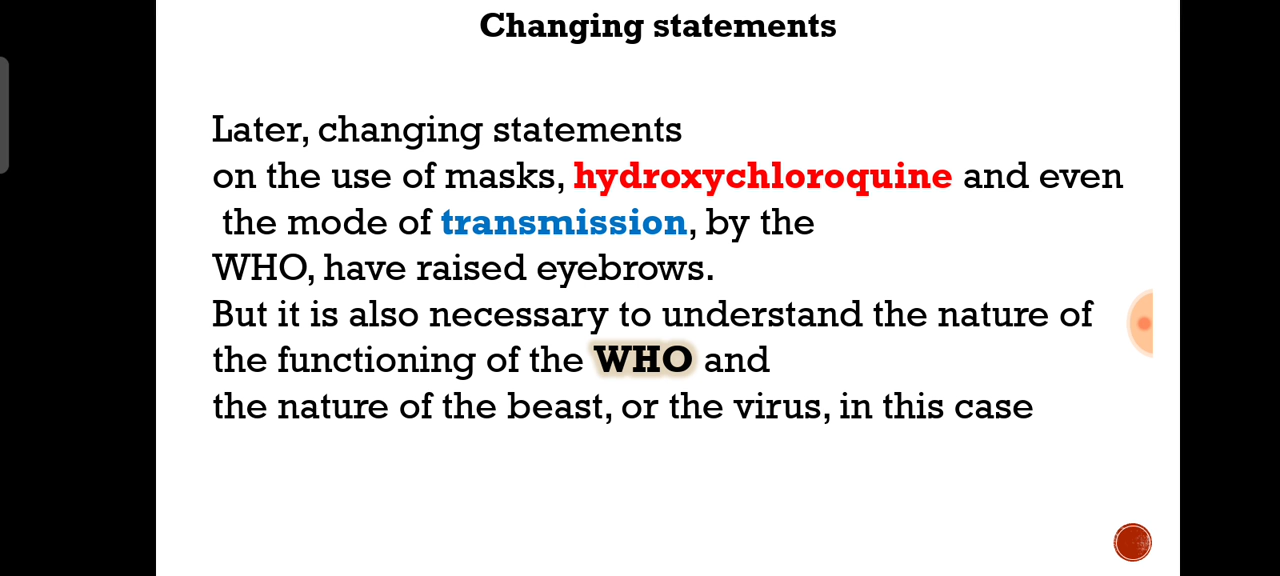 Changing statements
Later, changing statements
on the use of masks, hydroxychloroquine and even
the mode of transmission, by the
WHO, have raised eyebrows.
But it is also necessary to understand the nature of
the functioning of the WHO and
the nature of the beast, or the virus, in this case